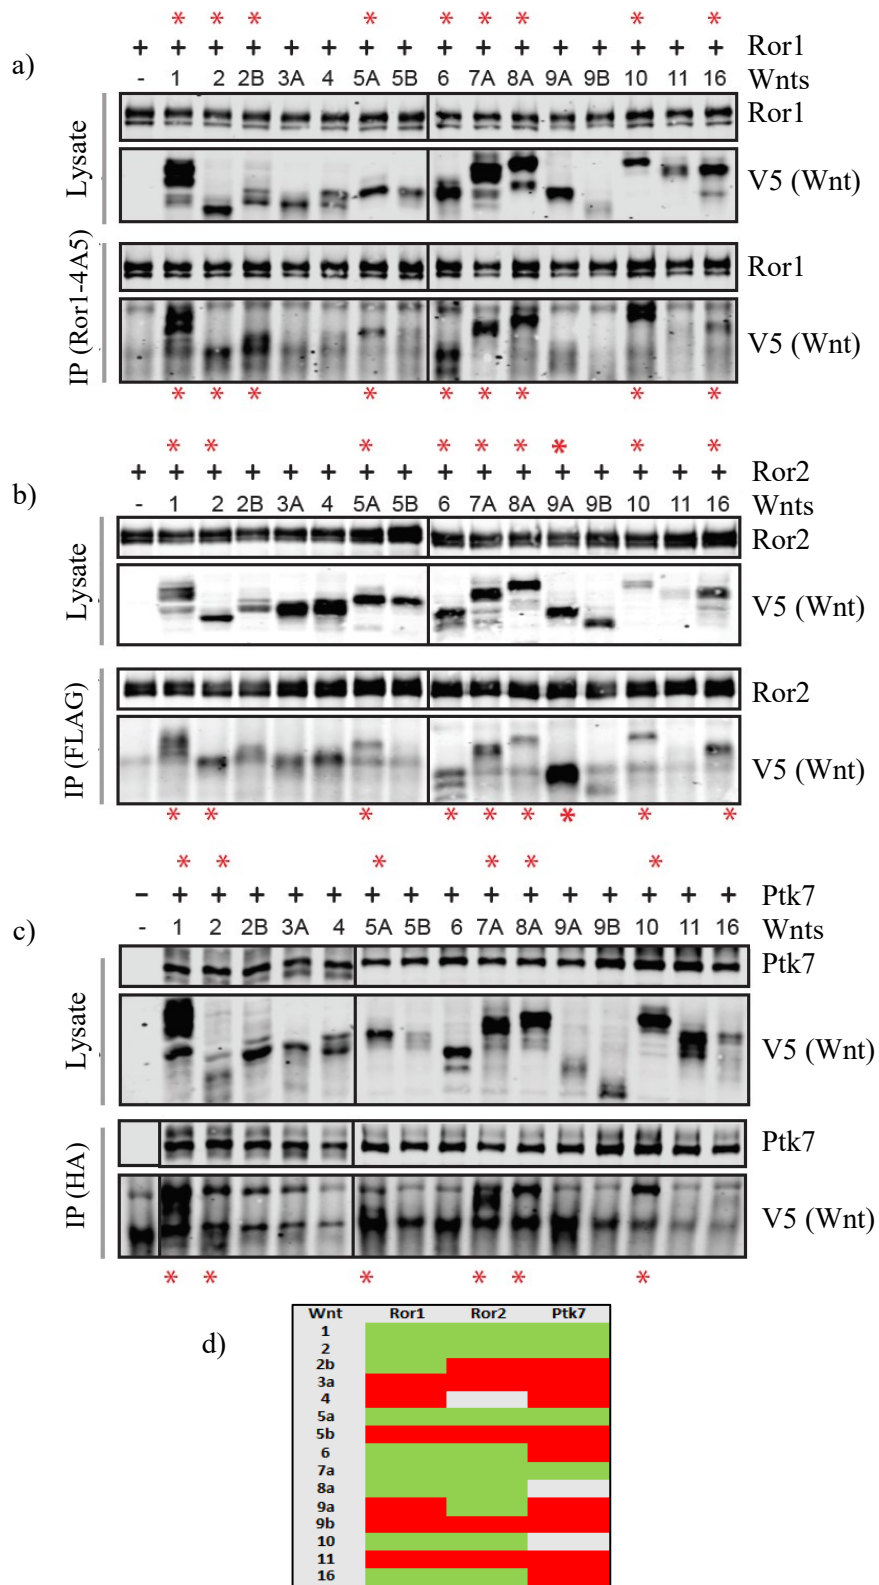 * * * * * * * * *
+ + + + + + + + + + + + + + + + Ror1
a)
- 1 2 2B 3A 4 5A 5B 6 7A 8A 9A 9B 10 11 16 Wnts
Lysate
Ror1
V5 (Wnt)
IP (Ror1-4A5)
Ror1
V5 (Wnt)
* * * * * * * * *
* * * * * * * * *
+ + + + + + + + + + + + + + + + Ror2
b)
- 1 2 2B 3A 4 5A 5B 6 7A 8A 9A 9B 10 11 16 Wnts
Lysate
Ror2
V5 (Wnt)
IP (FLAG)
Ror2
V5 (Wnt)
* * * * * * * * *
* * * * * *
- + + + + + + + + + + + + + + + Ptk7
c)
- 1 2 2B 3A 4 5A 5B 6 7A 8A 9A 9B 10 11 16 Wnts
Lysate
Ptk7
V5 (Wnt)
IP (HA)
Ptk7
V5 (Wnt)
* * * * * *
d)
Wnt Ror1 Ror2 Ptk7
1
2
2b
3a
4
5a
5b
6
7a
8a
9a
9b
10
11
16